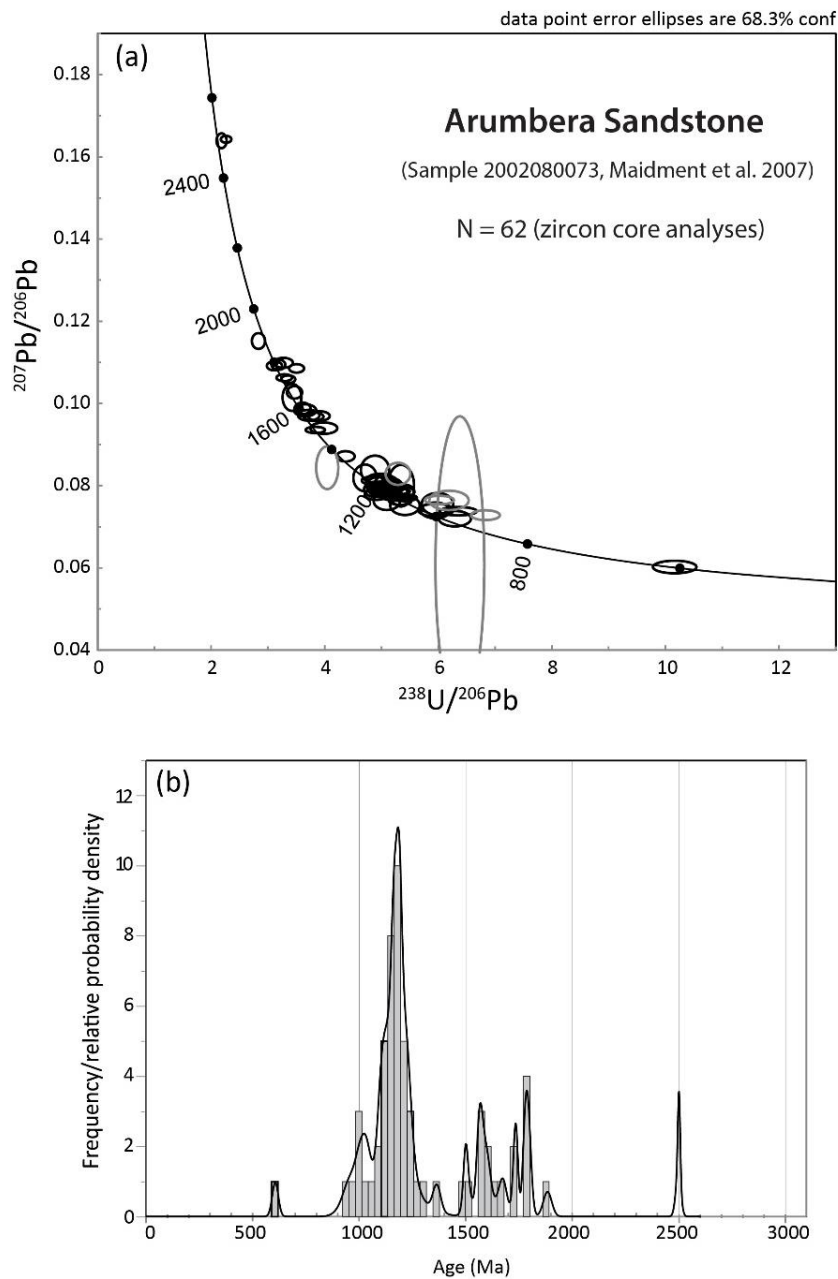 data point error ellipses are 68.3% conf
(a)
Arumbera Sandstone
(Sample 2002080073, Maidment et al. 2007)
N = 62 (zircon core analyses)
0.18
0.16
0.14
0.12
0.10
0.08
0.06
0.04
2400
2000
1600
1200
800
²⁰⁷Pb/²⁰⁶Pb
0 2 4 6 8 10 12
²³⁸U/²⁰⁶Pb
(b)
12
10
8
6
4
2
0
Frequency/relative probability density
0 500 1000 1500 2000 2500 3000
Age (Ma)